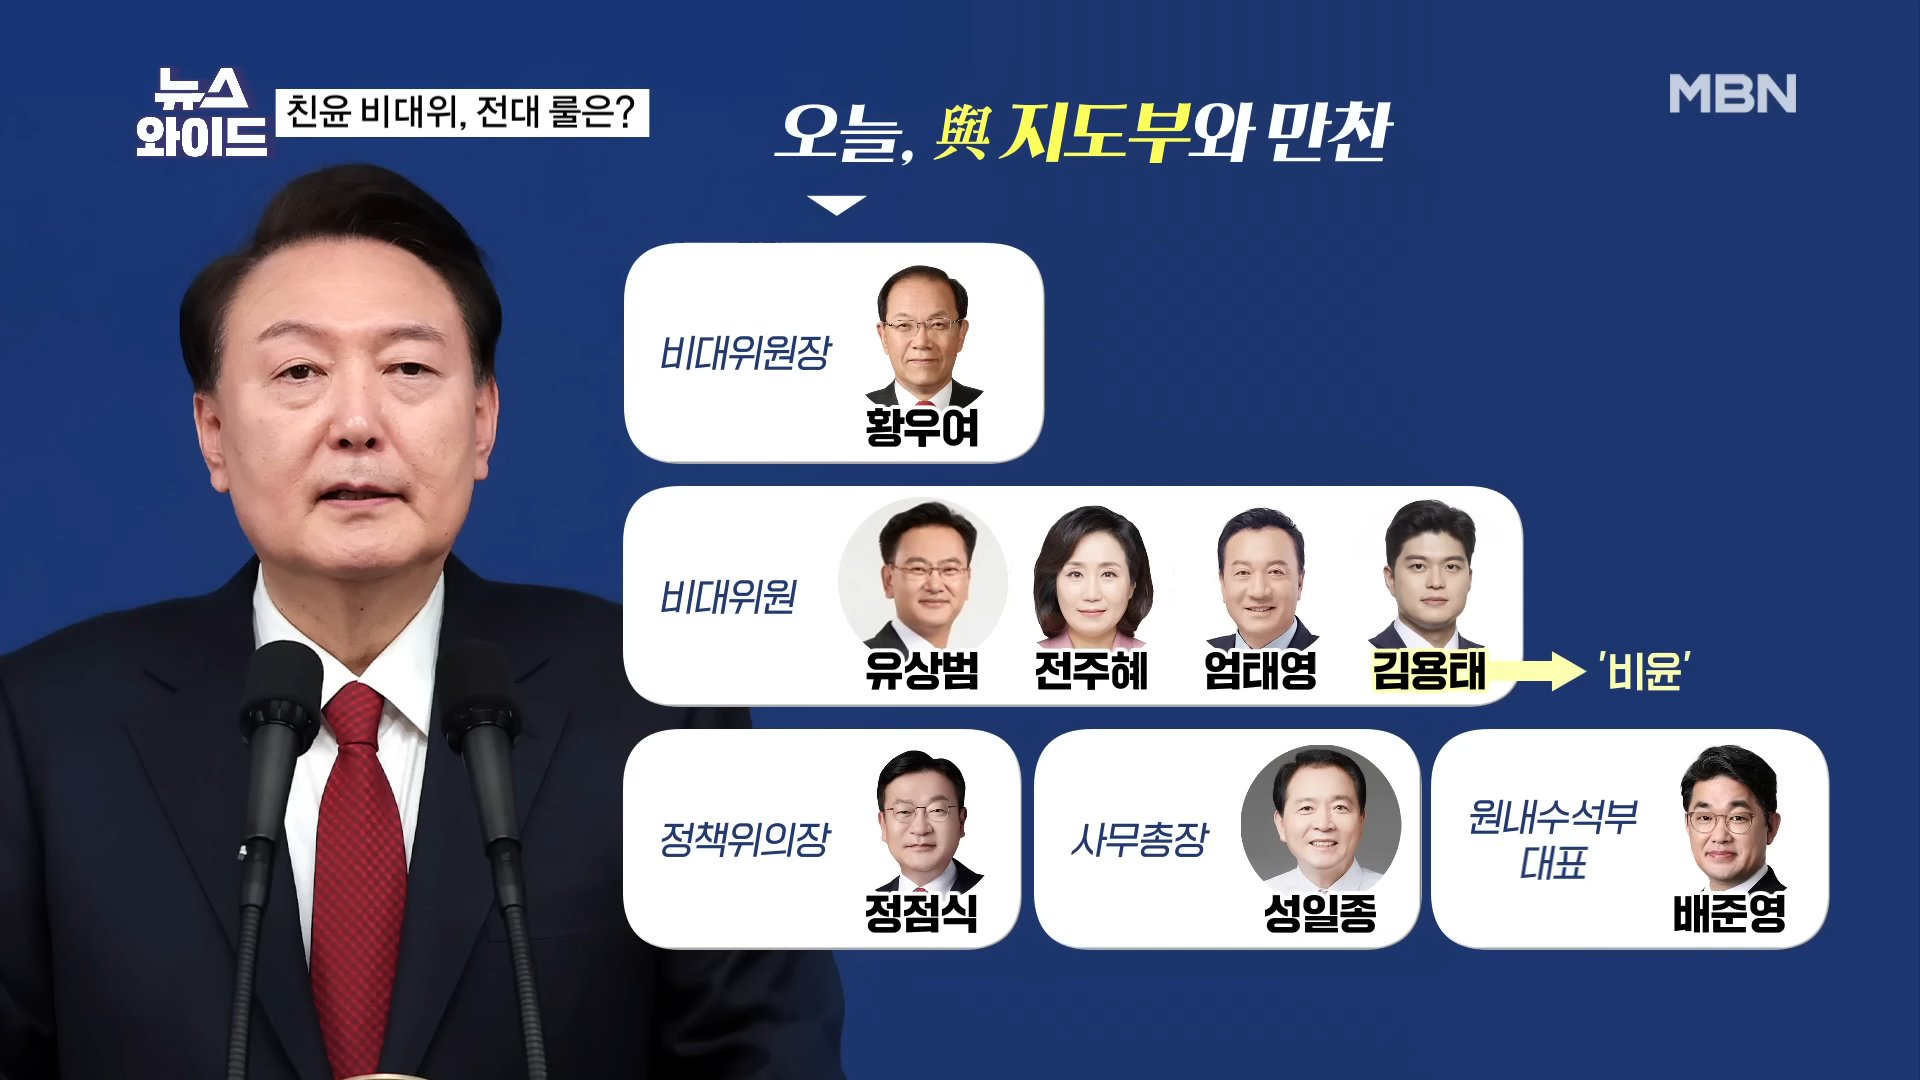 뉴스
와이드
친윤 비대위, 전대 룰은?
MBN
오늘, 與 지도부와 만찬
비대위원장
황우여
비대위원
유상범
전주혜
엄태영
김용태
'비윤'
정책위의장
정점식
사무총장
성일종
원내수석부
대표
배준영